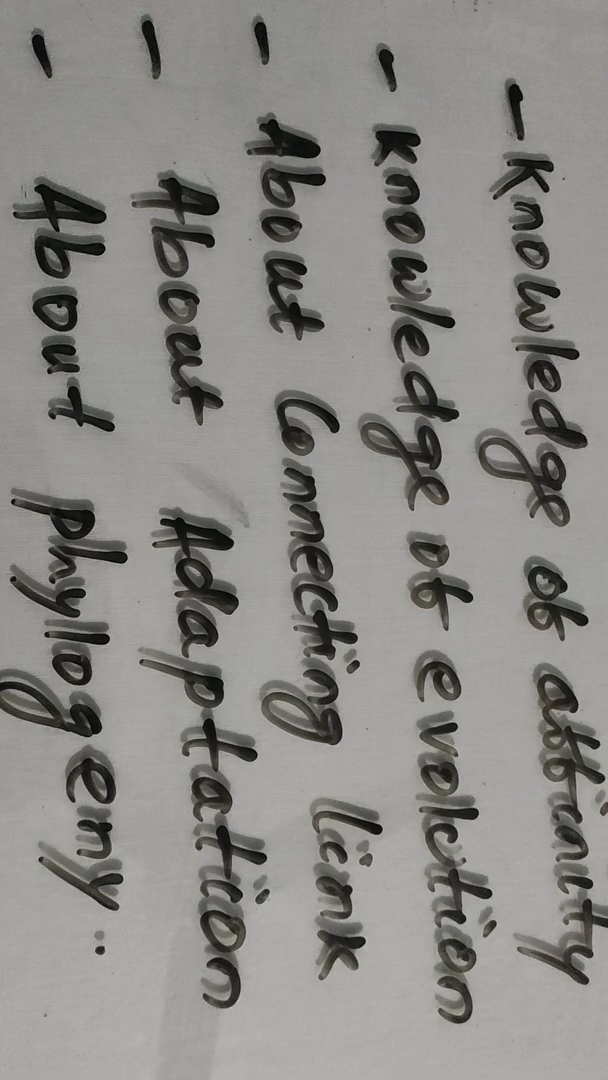 - Knowledge of affinity
- Knowledge of evolution
- About Connecting link
- About Adaptation
- About phylogeny..